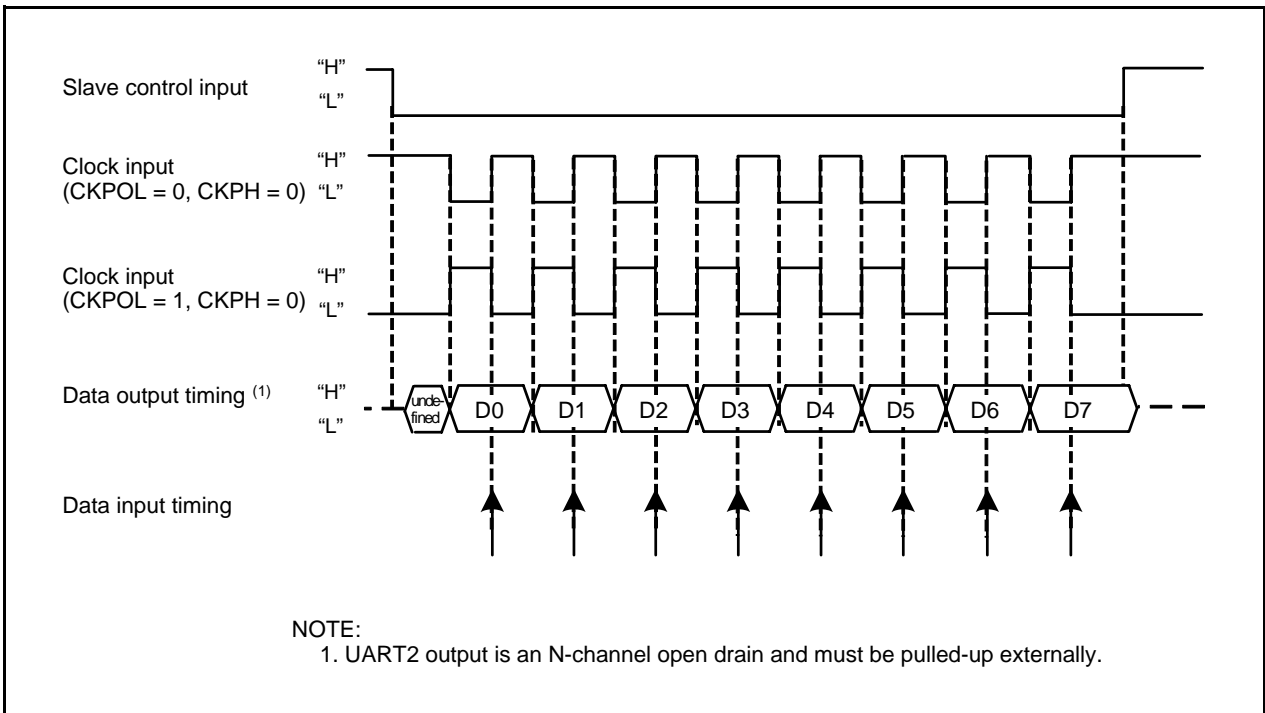 Slave control input
“H”
“L”
Clock input
(CKPOL = 0, CKPH = 0)
“H”
“L”
Clock input
(CKPOL = 1, CKPH = 0)
“H”
“L”
Data output timing (1)
“H”
“L”
unde-
fined
D0 D1 D2 D3 D4 D5 D6 D7
Data input timing
NOTE:
1. UART2 output is an N-channel open drain and must be pulled-up externally.